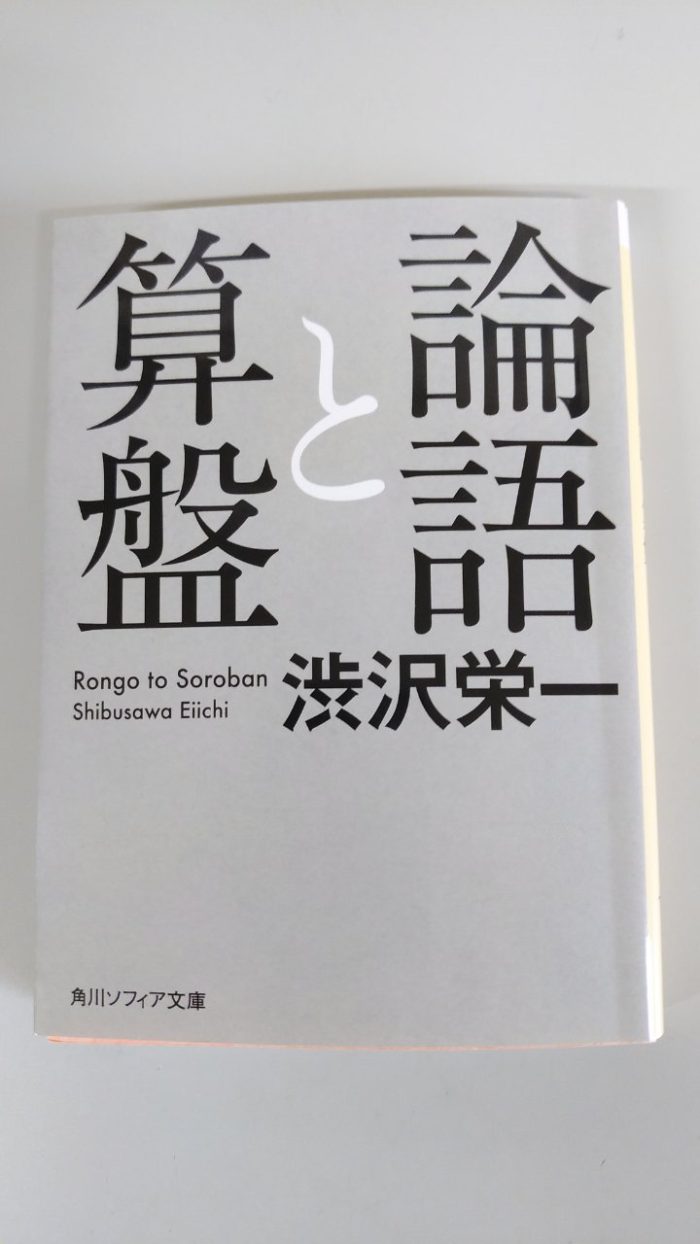 論語
と
算盤
渋沢栄一
Rongo to Soroban
Shibusawa Eiichi
角川ソフィア文庫